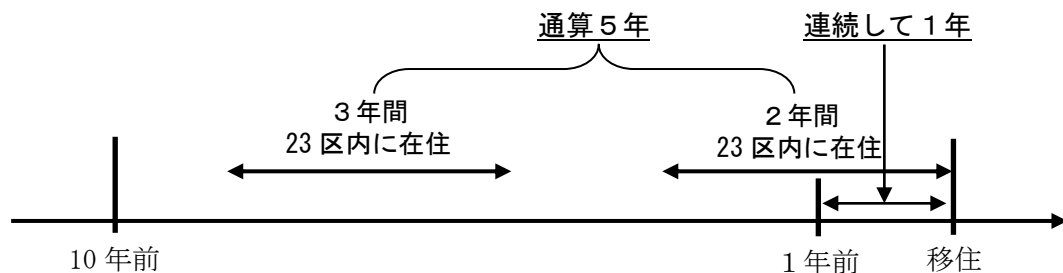 通算５年
連続して１年
３年間
23 区内に在住
２年間
23 区内に在住
10 年前
１年前
移住